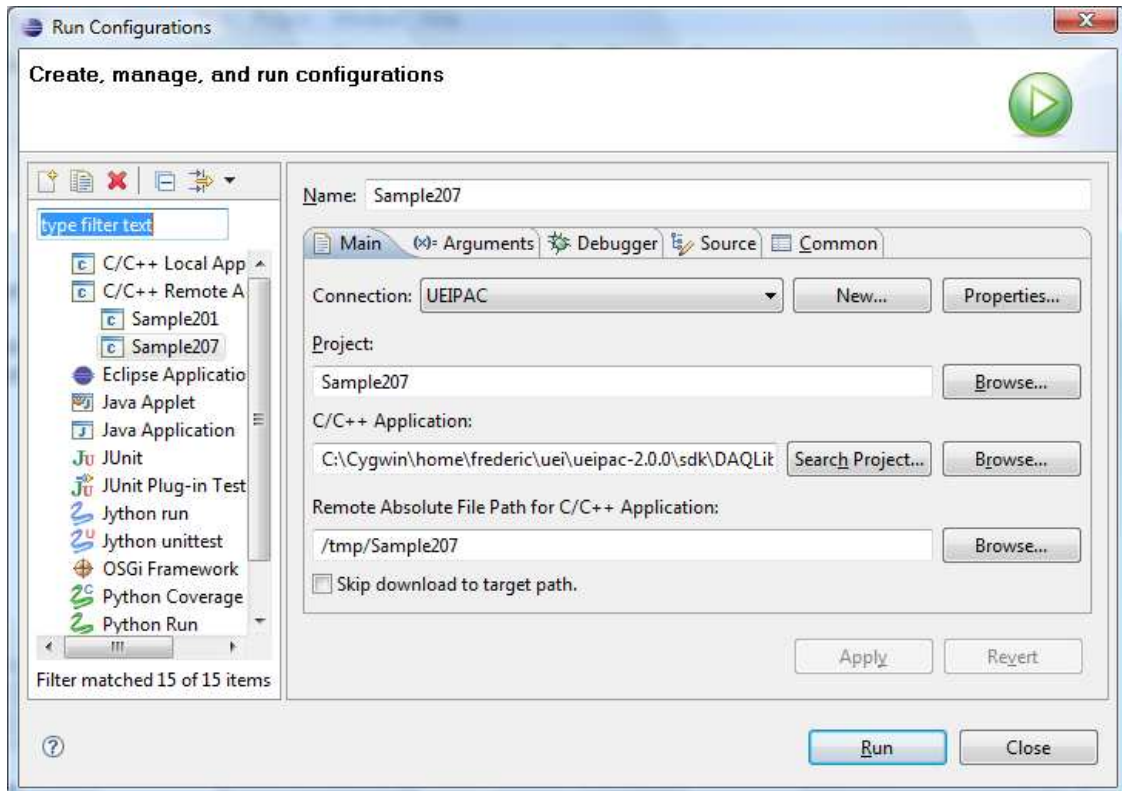 Run Configurations
Create, manage, and run configurations
type filter text
C/C++ Local App
C/C++ Remote A
Sample201
Sample207
Eclipse Applicatio
Java Applet
Java Application
JUnit
JUnit Plug-in Test
Jython run
Jython unittest
OSGi Framework
Python Coverage
Python Run
Filter matched 15 of 15 items
Name: Sample207
Main (x)= Arguments Debugger Source Common
Connection: UEIPAC New... Properties...
Project:
Sample207 Browse...
C/C++ Application:
C:\Cygwin\home\frederic\uei\ueipac-2.0.0\sdk\DAQLib Search Project... Browse...
Remote Absolute File Path for C/C++ Application:
/tmp/Sample207 Browse...
Skip download to target path.
Apply Revert
Run Close